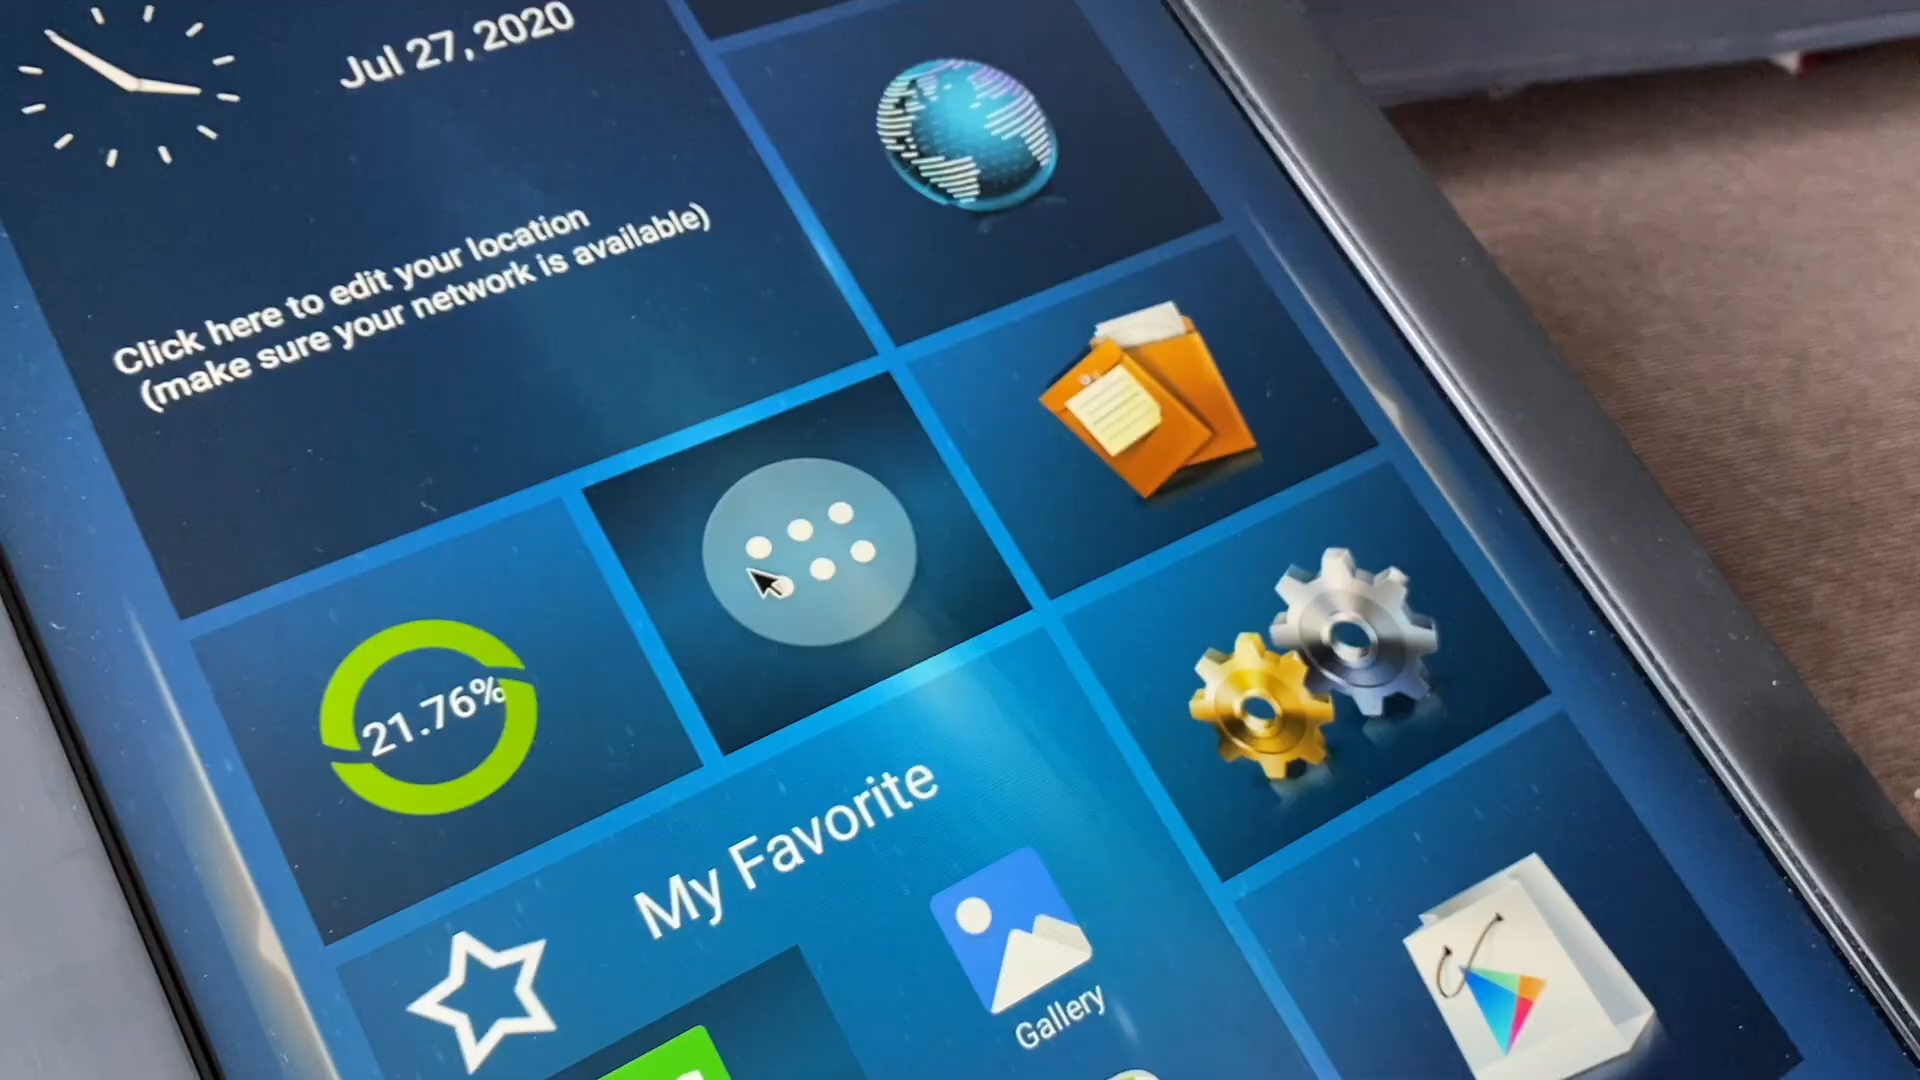 Jul 27, 2020
Click here to edit your location
(make sure your network is available)
21.76%
My Favorite
Gallery